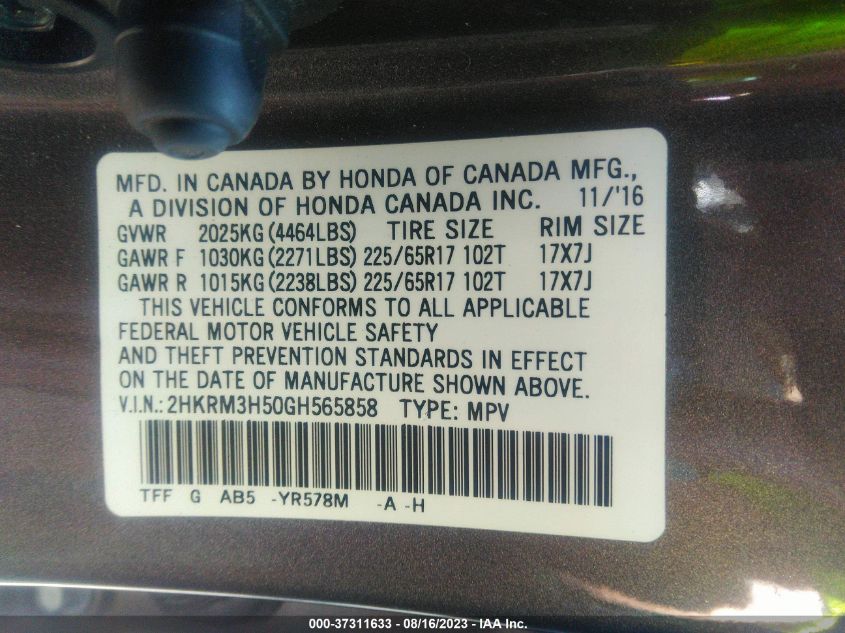 MFD. IN CANADA BY HONDA OF CANADA MFG.,
A DIVISION OF HONDA CANADA INC. 11/'16
GVWR 2025KG (4464LBS) TIRE SIZE RIM SIZE
GAWR F 1030KG (2271LBS) 225/65R17 102T 17X7J
GAWR R 1015KG (2238LBS) 225/65R17 102T 17X7J
THIS VEHICLE CONFORMS TO ALL APPLICABLE
FEDERAL MOTOR VEHICLE SAFETY
AND THEFT PREVENTION STANDARDS IN EFFECT
ON THE DATE OF MANUFACTURE SHOWN ABOVE.
V.I.N.: 2HKRM3H50GH565858 TYPE: MPV
TFF G AB5 -YR578M -A -H
000-37311633 - 08/16/2023 - IAA Inc.